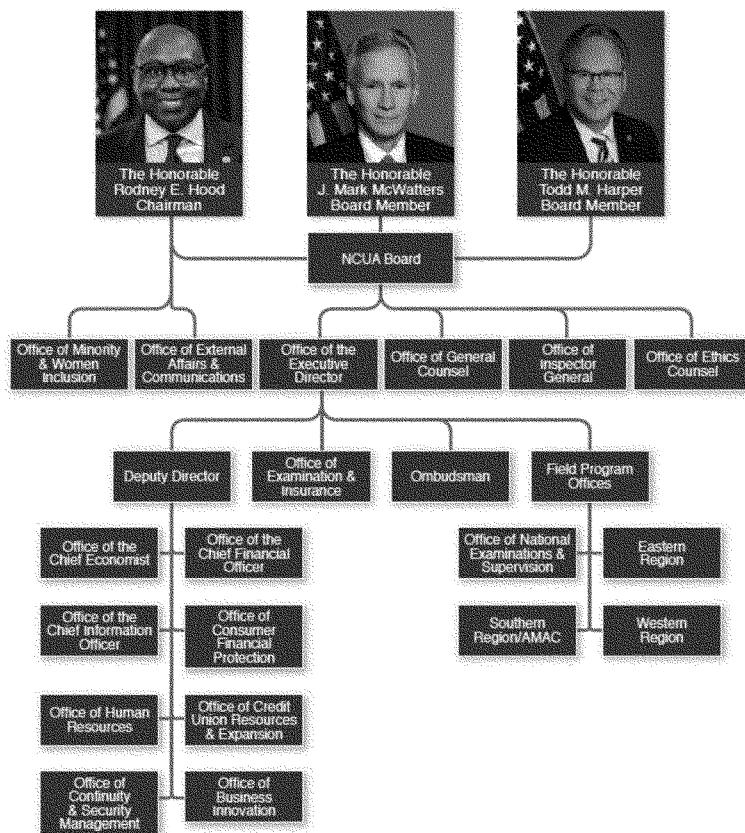 The Honorable
Rodney E. Hood
Chairman
The Honorable
J. Mark McWatters
Board Member
The Honorable
Todd M. Harper
Board Member
NCUA Board
Office of Minority
& Women
Inclusion
Office of External
Affairs &
Communications
Office of the
Executive
Director
Office of General
Counsel
Office of
Inspector
General
Office of Ethics
Counsel
Deputy Director
Office of
Examination &
Insurance
Ombudsman
Field Program
Offices
Office of the
Chief Economist
Office of the
Chief Financial
Officer
Office of National
Examinations &
Supervision
Eastern
Region
Office of the
Chief Information
Officer
Office of
Consumer
Financial
Protection
Southern
Region/AMAC
Western
Region
Office of Human
Resources
Office of Credit
Union Resources
& Expansion
Office of
Continuity
& Security
Management
Office of
Business
Innovation